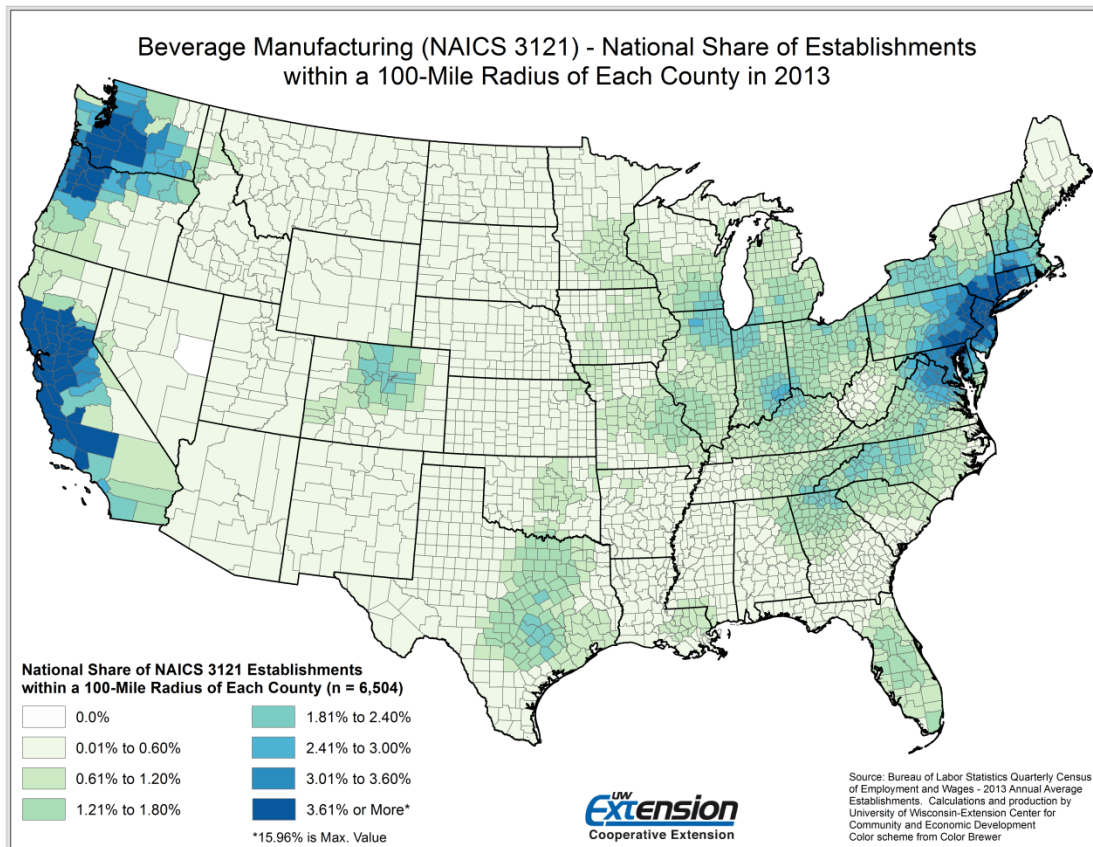 Beverage Manufacturing (NAICS 3121) - National Share of Establishments
within a 100-Mile Radius of Each County in 2013
National Share of NAICS 3121 Establishments
within a 100-Mile Radius of Each County (n = 6,504)
0.0%
0.01% to 0.60%
0.61% to 1.20%
1.21% to 1.80%
1.81% to 2.40%
2.41% to 3.00%
3.01% to 3.60%
3.61% or More*
*15.96% is Max. Value
UW
Extension
Cooperative Extension
Source: Bureau of Labor Statistics Quarterly Census
of Employment and Wages - 2013 Annual Average
Establishments. Calculations and production by
University of Wisconsin-Extension Center for
Community and Economic Development
Color scheme from Color Brewer